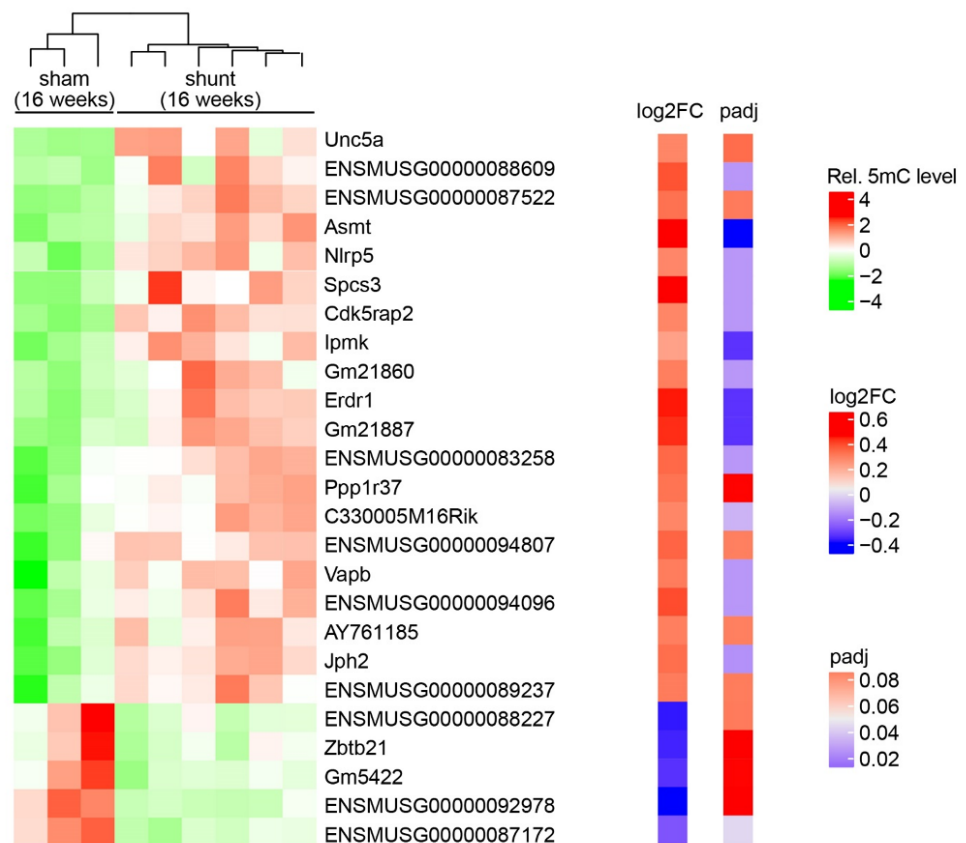 sham
(16 weeks)
shunt
(16 weeks)
log2FC
padj
Unc5a
ENSMUSG00000088609
ENSMUSG00000087522
Asmt
Nlrp5
Spcs3
Cdk5rap2
Ipmk
Gm21860
Erdr1
Gm21887
ENSMUSG00000083258
Ppp1r37
C330005M16Rik
ENSMUSG00000094807
Vapb
ENSMUSG00000094096
AY761185
Jph2
ENSMUSG00000089237
ENSMUSG00000088227
Zbtb21
Gm5422
ENSMUSG00000092978
ENSMUSG00000087172
Rel. 5mC level
4
2
0
−2
−4
log2FC
0.6
0.4
0.2
0
−0.2
−0.4
padj
0.08
0.06
0.04
0.02